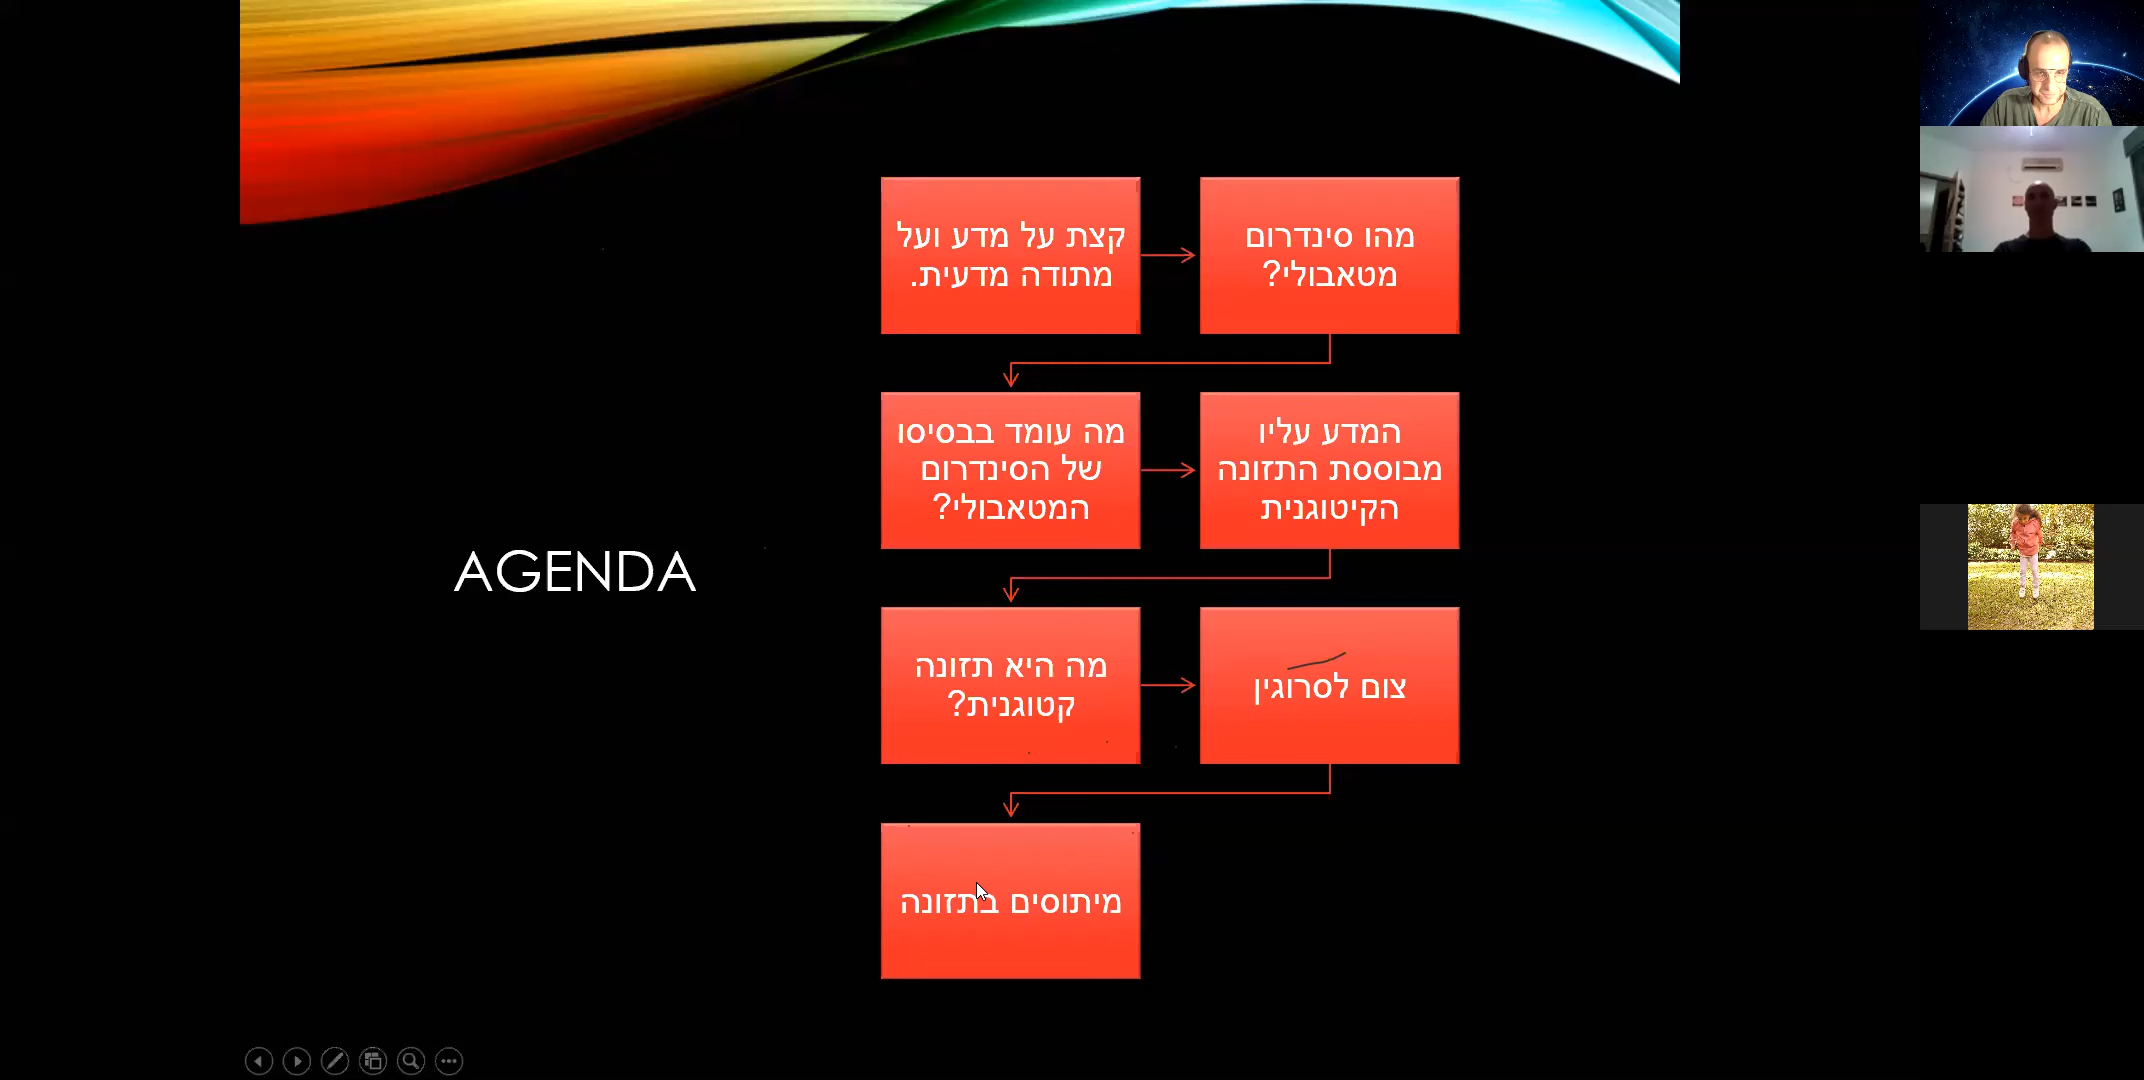 AGENDA
קצת על מדע ועל
מתודה מדעית.
מהו סינדרום
מטאבולי?
מה עומד בבסיסו
של הסינדרום
המטאבולי?
המדע עליו
מבוססת התזונה
הקיטוגנית
מה היא תזונה
קטוגנית?
צום לסרוגין
מיתוסים בתזונה